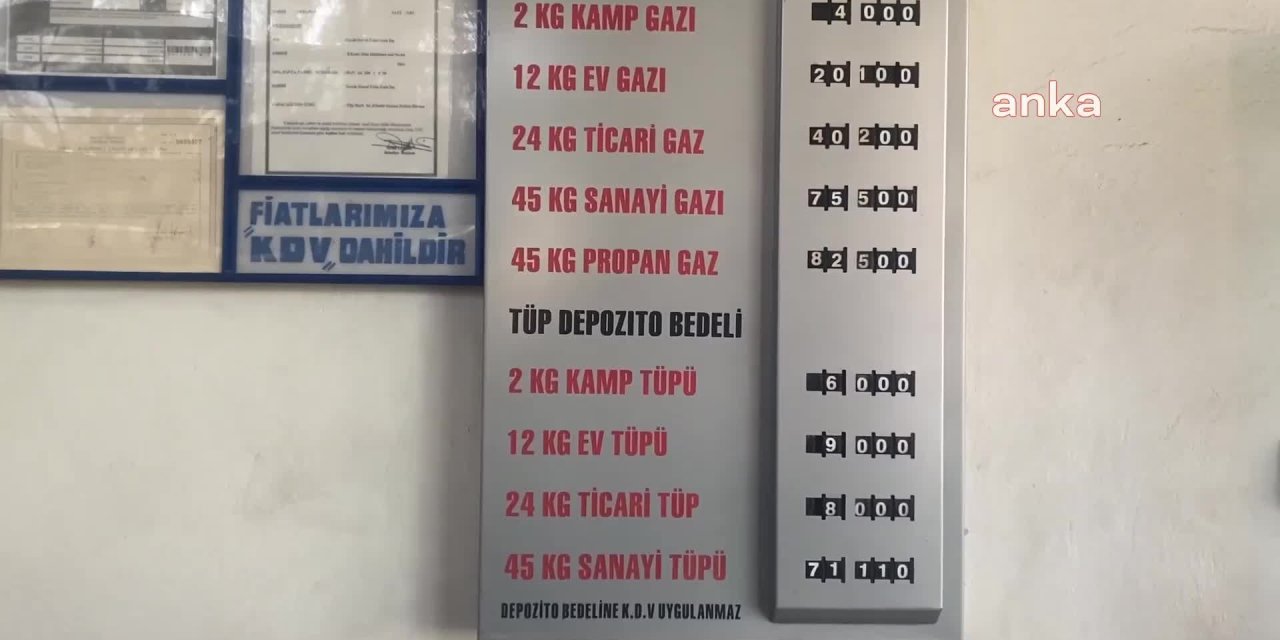 2 KG KAMP GAZI 4 000
12 KG EV GAZI 20 100
24 KG TİCARİ GAZ 40 200
45 KG SANAYİ GAZI 75 500
45 KG PROPAN GAZ 82 500
TÜP DEPOZITO BEDELİ
2 KG KAMP TÜPÜ 6 000
12 KG EV TÜPÜ 9 000
24 KG TİCARİ TÜP 8 000
45 KG SANAYİ TÜPÜ 71 110
DEPOZİTO BEDELİNE K.D.V UYGULANMAZ
FİATLARIMIZA
"KDV" DAHİLDİR
anka